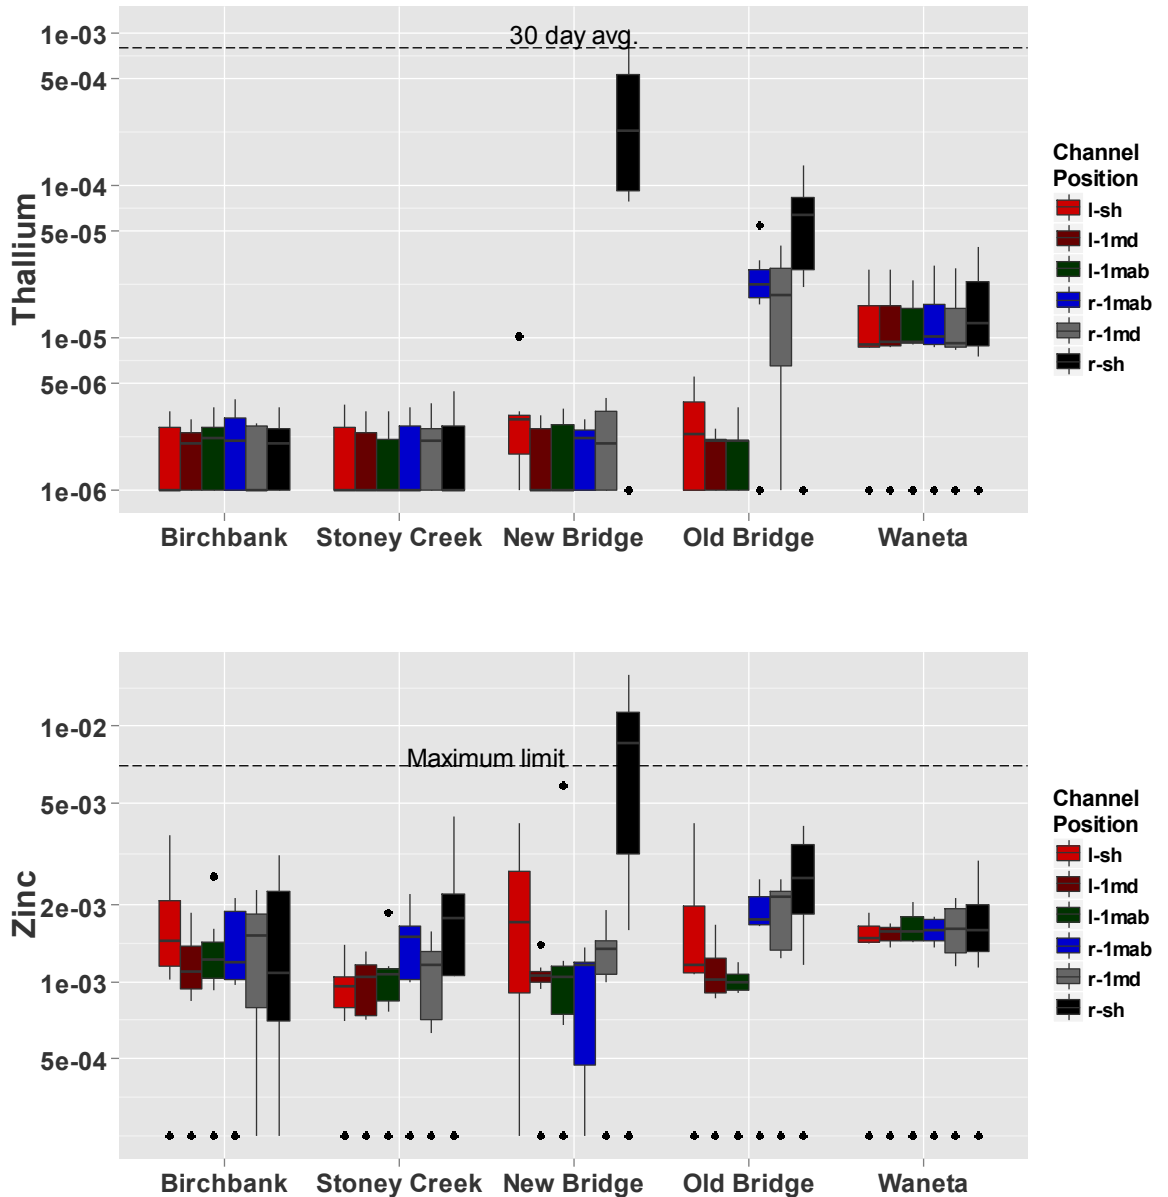 1e-03
30 day avg.
5e-04
1e-04
5e-05
1e-05
5e-06
1e-06
Thallium
Birchbank Stoney Creek New Bridge Old Bridge Waneta
Channel
Position
l-sh
l-1md
l-1mab
r-1mab
r-1md
r-sh
1e-02
Maximum limit
5e-03
2e-03
1e-03
5e-04
Zinc
Birchbank Stoney Creek New Bridge Old Bridge Waneta
Channel
Position
l-sh
l-1md
l-1mab
r-1mab
r-1md
r-sh